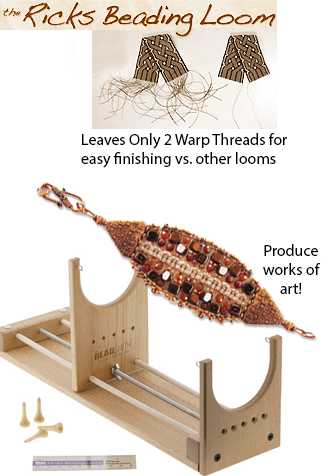 the Ricks Beading Loom
Leaves Only 2 Warp Threads for
easy finishing vs. other looms
Produce
works of
art!